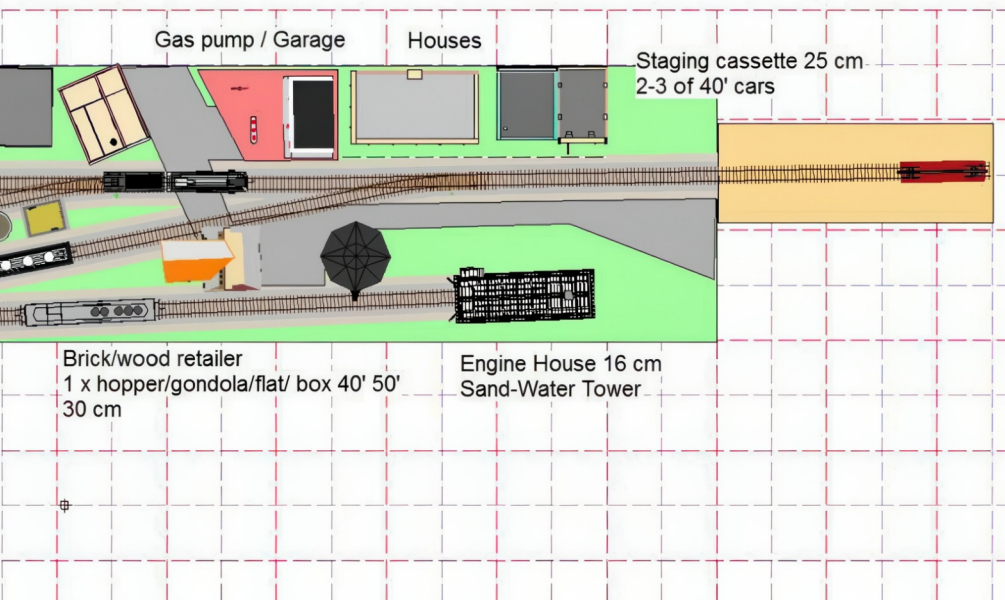 Gas pump / Garage
Houses
Staging cassette 25 cm
2-3 of 40' cars
Brick/wood retailer
1 x hopper/gondola/flat/ box 40' 50'
30 cm
Engine House 16 cm
Sand-Water Tower